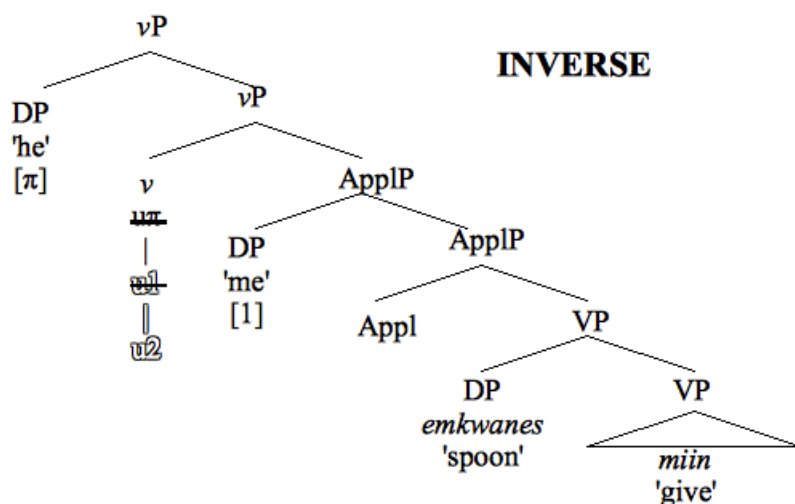 vP
INVERSE
DP
'he'
[π]
vP
v
uπ
|
u1
|
u2
ApplP
DP
'me'
[1]
ApplP
Appl
VP
DP
emkwanes
'spoon'
VP
miin
'give'